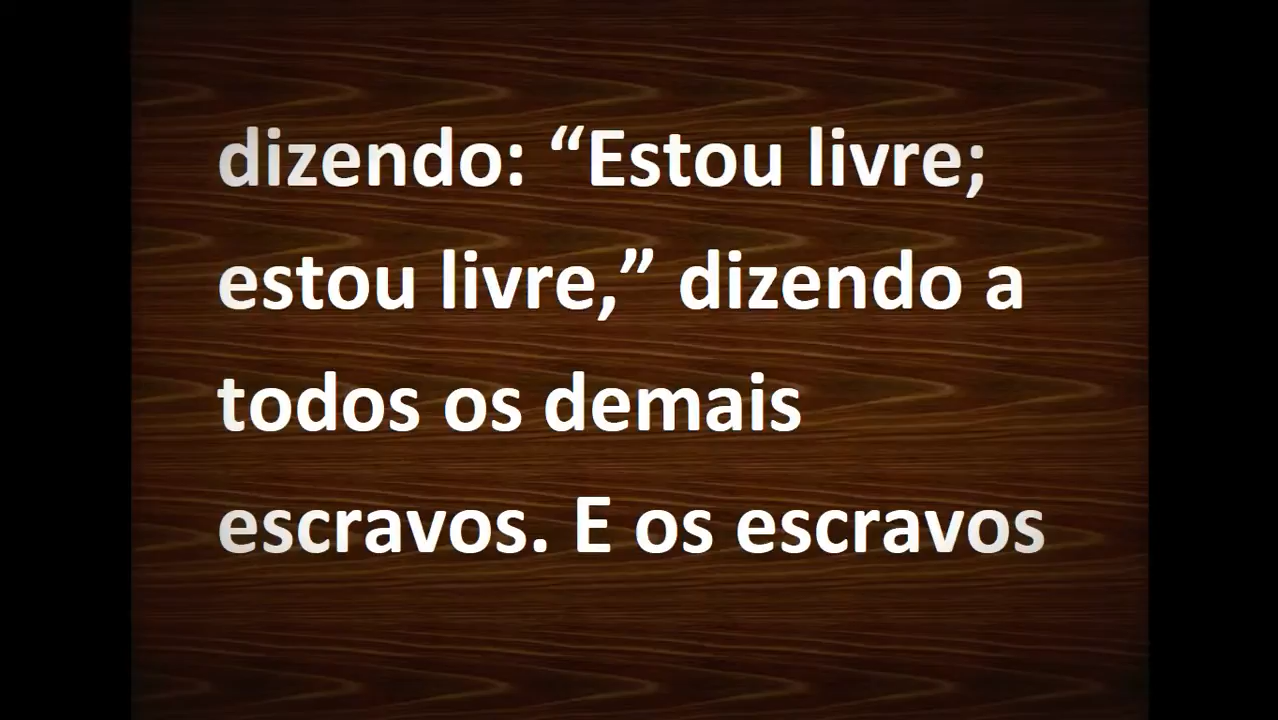 dizendo: “Estou livre;
estou livre,” dizendo a
todos os demais
escravos. E os escravos